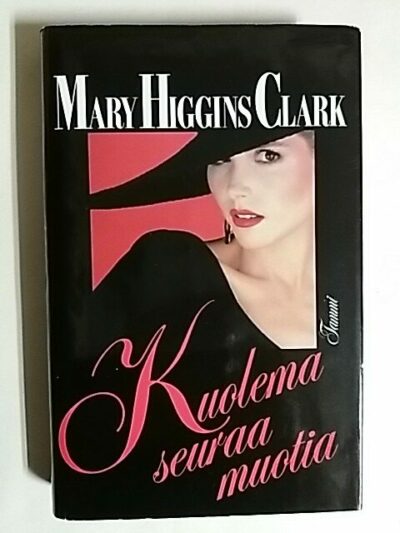 MARY HIGGINS CLARK
Tammi
Kuolema
seuraa
muotia